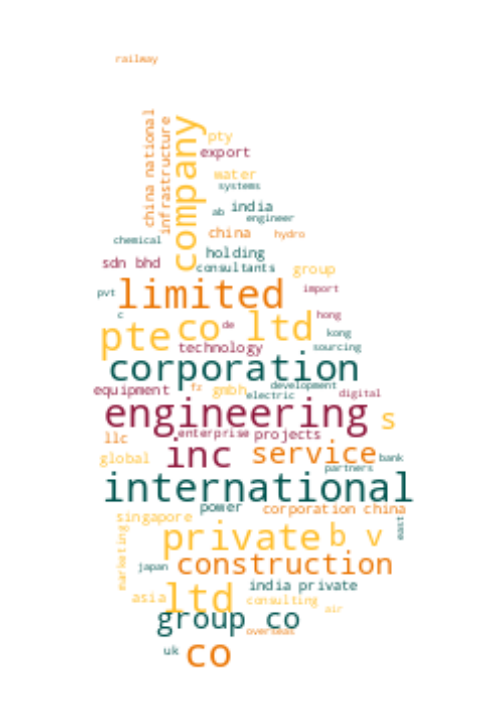 railway
china national
infrastructure
company
pty
export
water
systems
ab
india
engineer
china
hydro
chemical
holding
sdn bhd
consultants
group
pvt
limited
import
c
pte
co ltd
de
hong
kong
technology
sourcing
corporation
equipment
fz
gmbh
development
electric
digital
engineering
s
llc
enterprise
projects
global
inc
service
bank
partners
international
power
corporation china
singapore
east
marketing
private
b v
japan
construction
india private
asia
ltd
consulting
air
group co
overseas
uk
co